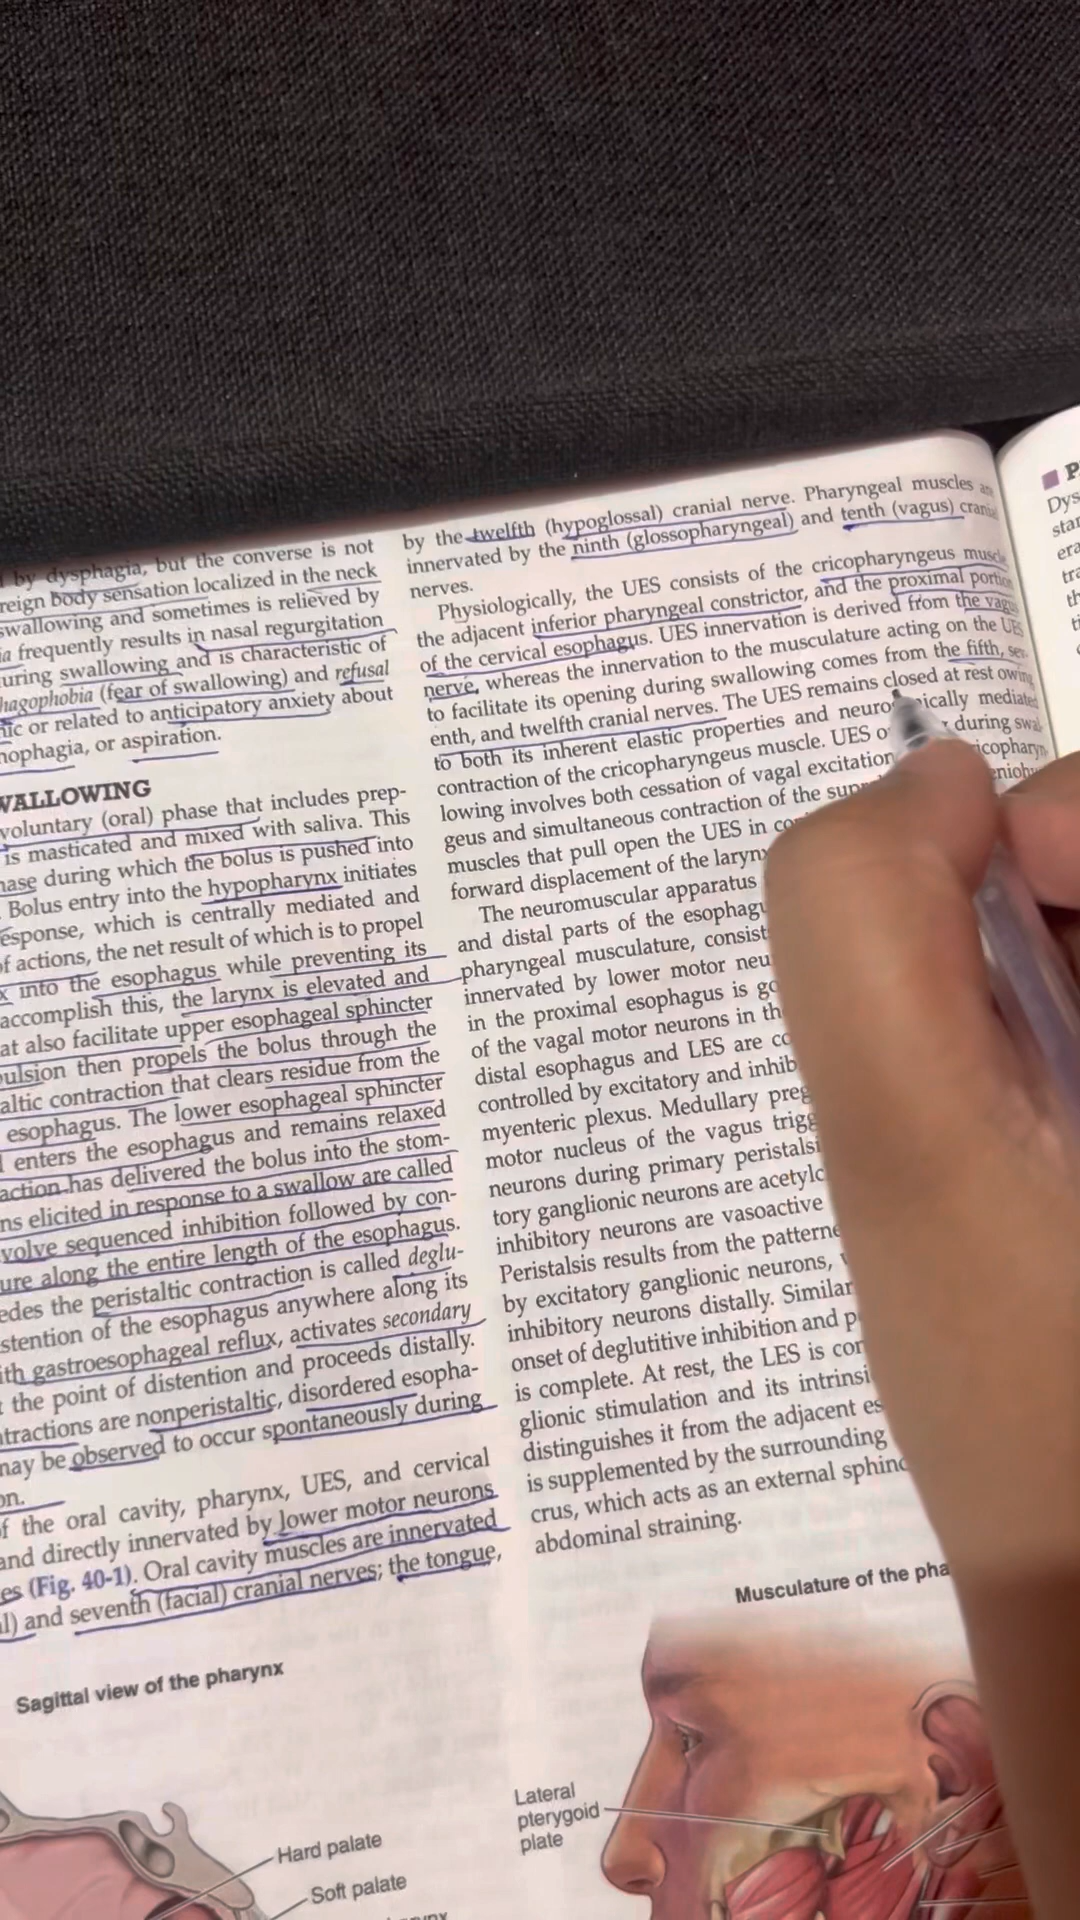 by dysphagia, but the converse is not
reign body sensation localized in the neck
swallowing and sometimes is relieved by
ia frequently results in nasal regurgitation
uring swallowing and is characteristic of
hagophobia (fear of swallowing) and refusal
nic or related to anticipatory anxiety about
nophagia, or aspiration.
WALLOWING
voluntary (oral) phase that includes prep-
is masticated and mixed with saliva. This
hase during which the bolus is pushed into
Bolus entry into the hypopharynx initiates
esponse, which is centrally mediated and
of actions, the net result of which is to propel
x into the esophagus while preventing its
accomplish this, the larynx is elevated and
at also facilitate upper esophageal sphincter
pulsion then propels the bolus through the
altic contraction that clears residue from the
esophagus. The lower esophageal sphincter
enters the esophagus and remains relaxed
action has delivered the bolus into the stom-
ns elicited in response to a swallow are called
volve sequenced inhibition followed by con-
ure along the entire length of the esophagus.
edes the peristaltic contraction is called deglu-
stention of the esophagus anywhere along its
ith gastroesophageal reflux, activates secondary
the point of distention and proceeds distally.
tractions are nonperistaltic, disordered esopha-
may be observed to occur spontaneously during
on.
of the oral cavity, pharynx, UES, and cervical
and directly innervated by lower motor neurons
es (Fig. 40-1). Oral cavity muscles are innervated
al) and seventh (facial) cranial nerves; the tongue,
by the twelfth (hypoglossal) cranial nerve. Pharyngeal muscles are
innervated by the ninth (glossopharyngeal) and tenth (vagus) cranial
nerves.
Physiologically, the UES consists of the cricopharyngeus muscle,
the adjacent inferior pharyngeal constrictor, and the proximal portion
of the cervical esophagus. UES innervation is derived from the vagus
nerve, whereas the innervation to the musculature acting on the UES
to facilitate its opening during swallowing comes from the fifth, sev-
enth, and twelfth cranial nerves. The UES remains closed at rest owing
to both its inherent elastic properties and neuro ically mediated
contraction of the cricopharyngeus muscle. UES o during swal-
lowing involves both cessation of vagal excitation icopharyn-
geus and simultaneous contraction of the sup eniohy
muscles that pull open the UES in co
forward displacement of the larynx
The neuromuscular apparatus
and distal parts of the esophagu
pharyngeal musculature, consist
innervated by lower motor neu
in the proximal esophagus is go
of the vagal motor neurons in th
distal esophagus and LES are co
controlled by excitatory and inhib
myenteric plexus. Medullary preg
motor nucleus of the vagus trigg
neurons during primary peristalsi
tory ganglionic neurons are acetylc
inhibitory neurons are vasoactive
Peristalsis results from the patterne
by excitatory ganglionic neurons,
inhibitory neurons distally. Similar
onset of deglutitive inhibition and p
is complete. At rest, the LES is con
glionic stimulation and its intrinsi
distinguishes it from the adjacent es
is supplemented by the surrounding
crus, which acts as an external sphinc
abdominal straining.
Sagittal view of the pharynx
Hard palate
Soft palate
Musculature of the pha
Lateral
pterygoid
plate
P
Dys
star
era
tra
th
ti